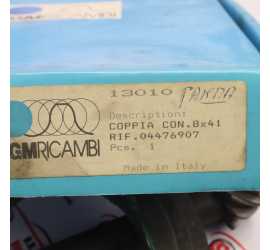 13010 PANDA
Description:
COPPIA CON.8x41
RIF.04476907
Pcs. 1
GMRICAMBI
Made in Italy